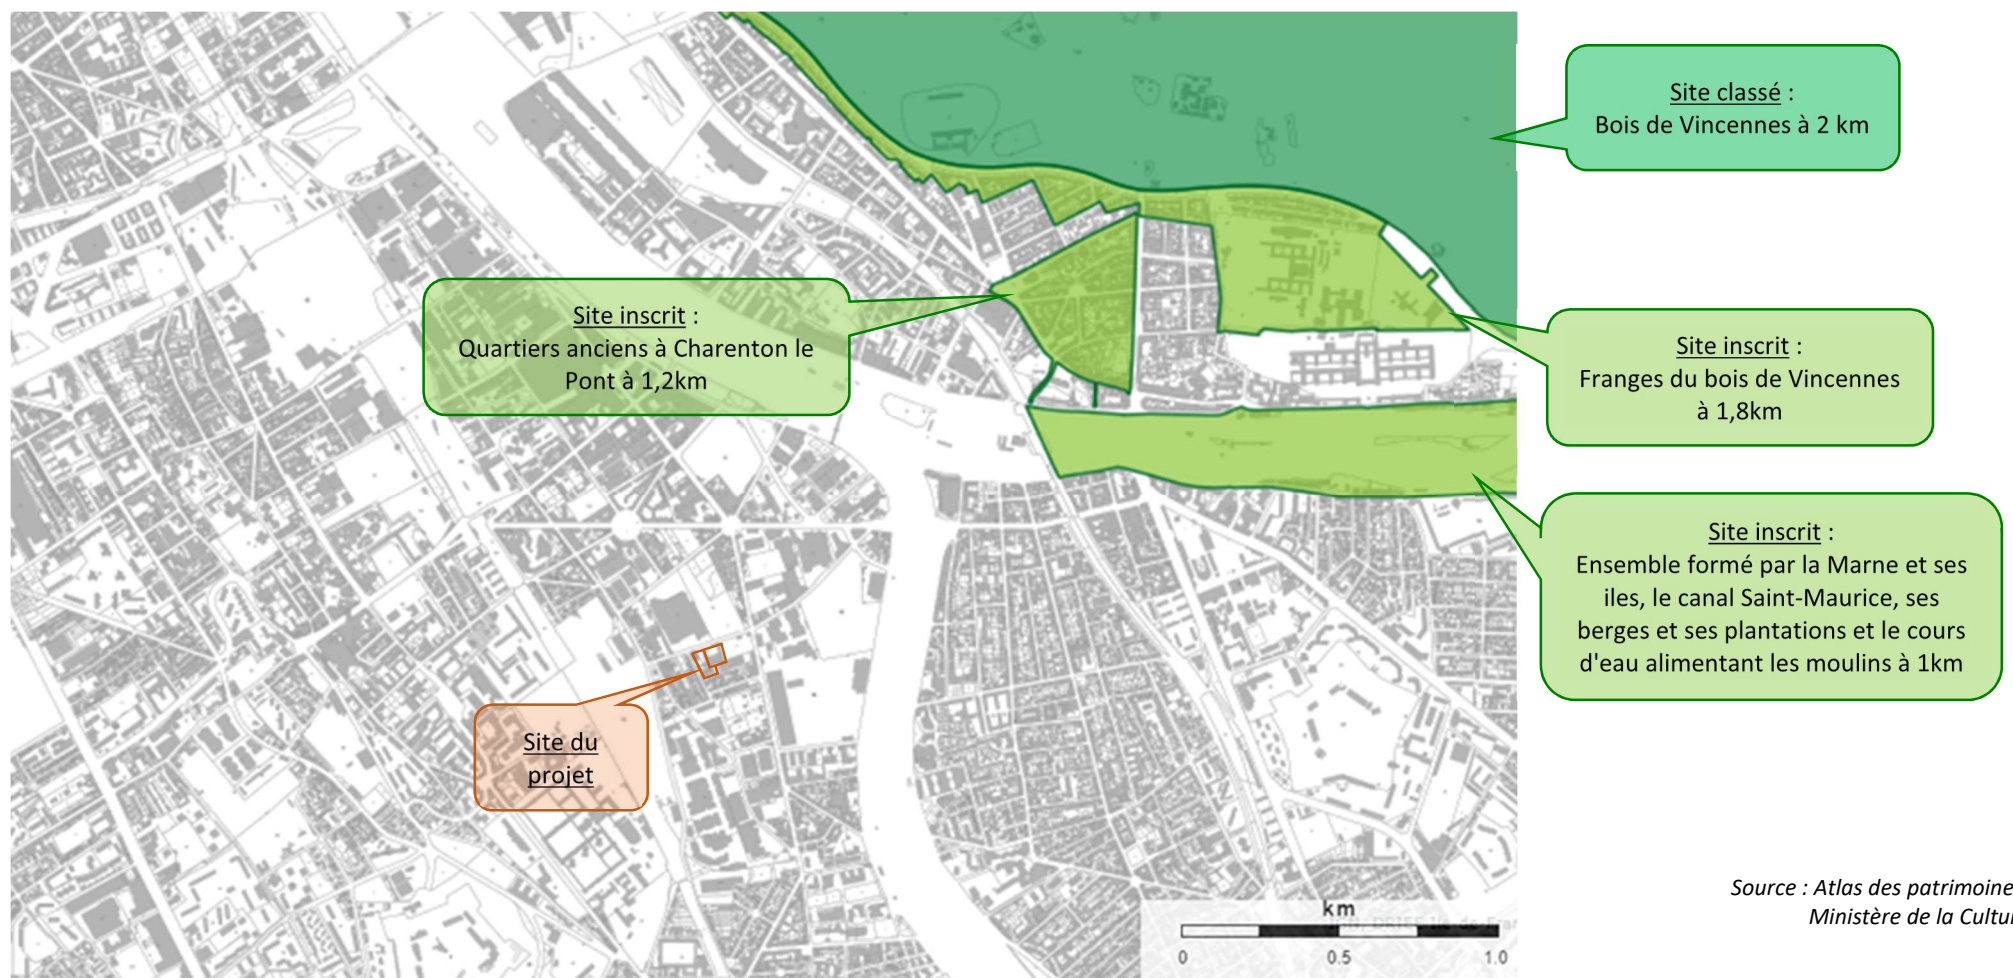 Site classé :
Bois de Vincennes à 2 km
Site inscrit :
Quartiers anciens à Charenton le
Pont à 1,2km
Site inscrit :
Franges du bois de Vincennes
à 1,8km
Site inscrit :
Ensemble formé par la Marne et ses
iles, le canal Saint-Maurice, ses
berges et ses plantations et le cours
d'eau alimentant les moulins à 1km
Site du
projet
Source : Atlas des patrimoine
Ministère de la Cultu
km
0 0.5 1.0